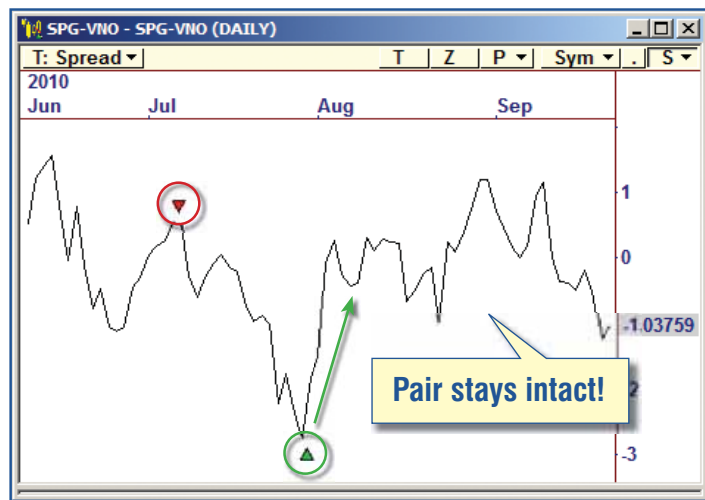 SPG-VNO - SPG-VNO (DAILY)
T: Spread T Z P Sym . S
2010
Jun Jul Aug Sep
1
0
-1.03759
Pair stays intact!
2
-3